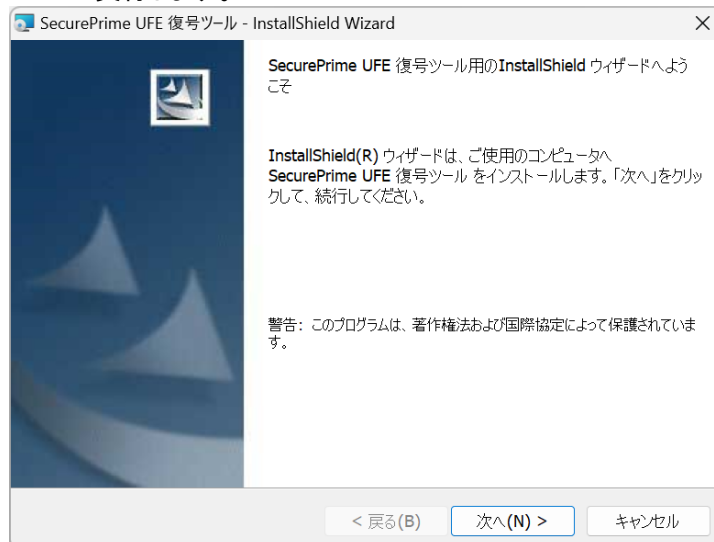 SecurePrime UFE 復号ツール - InstallShield Wizard
SecurePrime UFE 復号ツール用のInstallShield ウィザードへよう
こそ
InstallShield(R) ウィザードは、ご使用のコンピュータへ
SecurePrime UFE 復号ツール をインストールします。「次へ」をクリッ
クして、続行してください。
警告: このプログラムは、著作権法および国際協定によって保護されていま
す。
< 戻る(B)
次へ(N) >
キャンセル